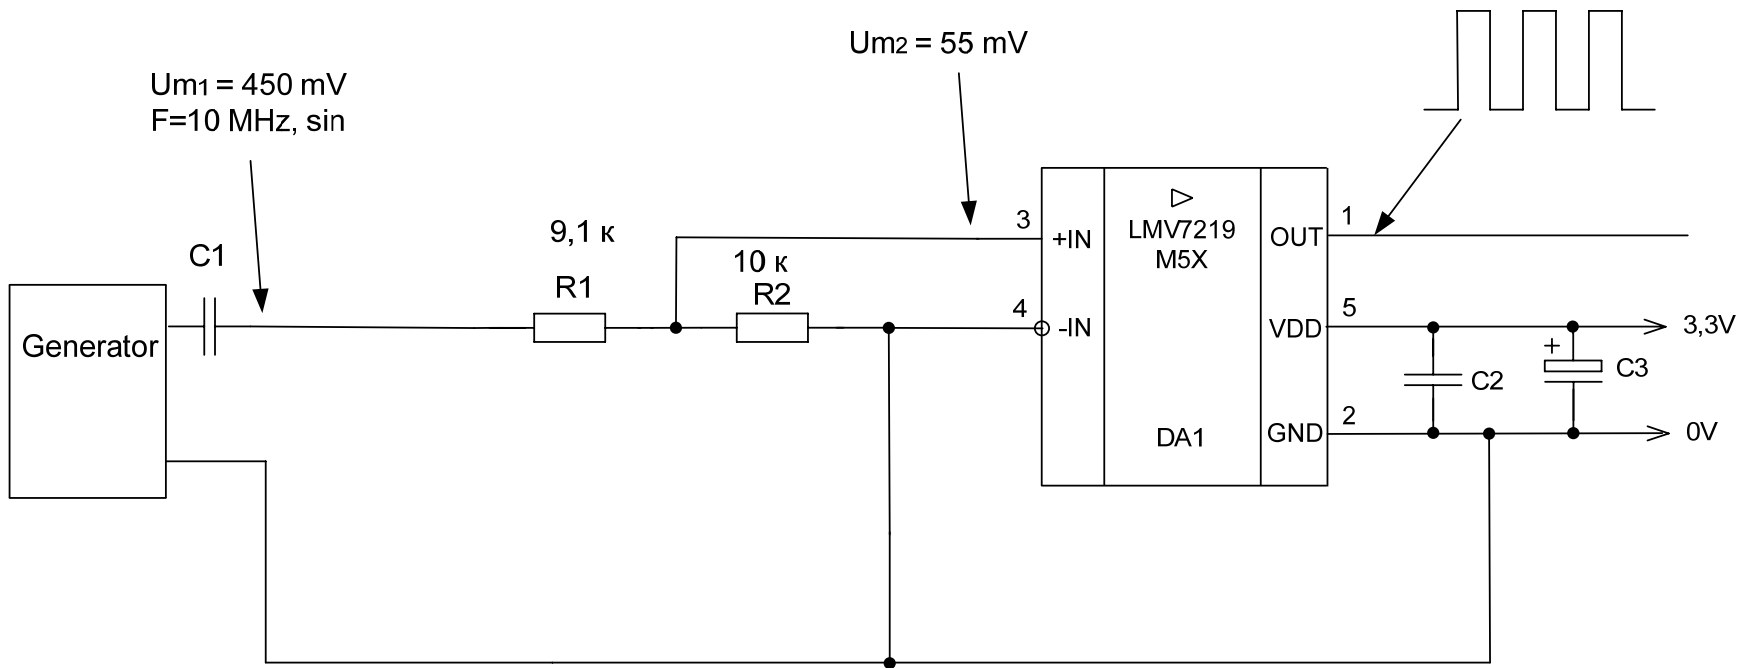 Um2 = 55 mV
Um1 = 450 mV
F=10 MHz, sin
9,1 к
C1
R1
10 к
R2
3
+IN
4
-IN
LMV7219
M5X
DA1
1
OUT
5
VDD
2
GND
3,3V
+
C2
C3
0V
Generator